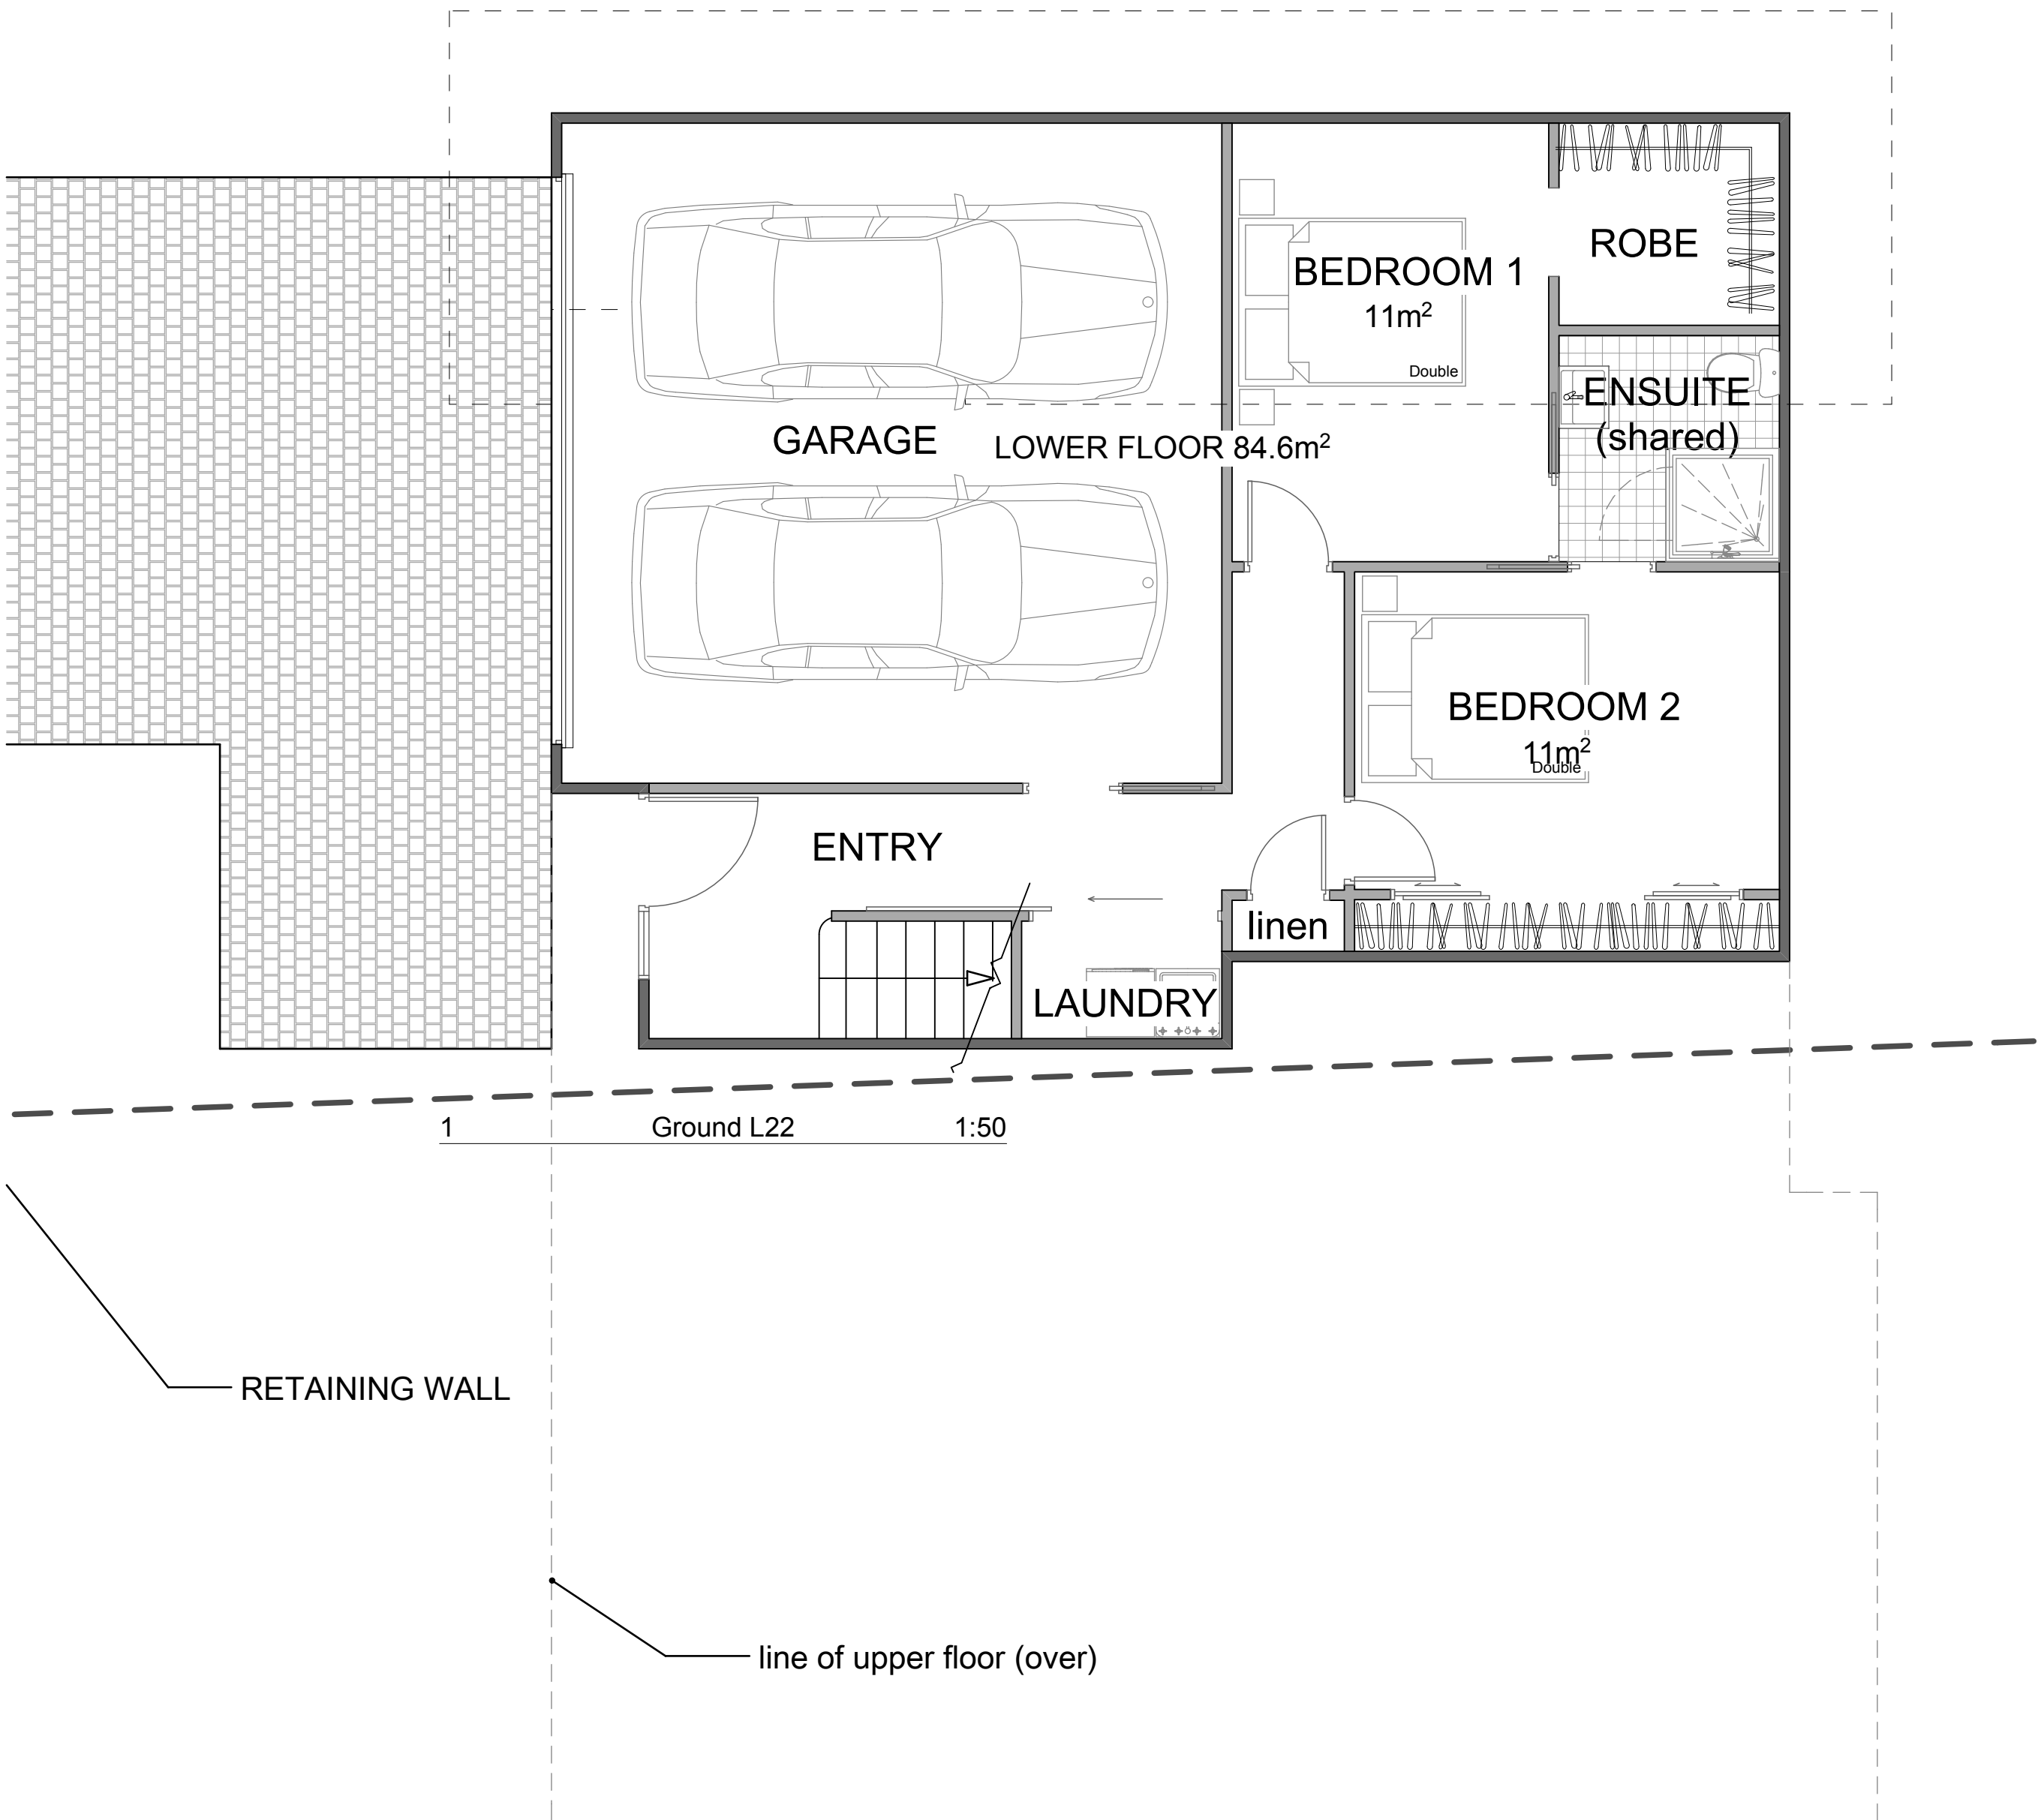 ROBE
BEDROOM 1
11m²
Double
ENSUITE
(shared)
GARAGE
LOWER FLOOR 84.6m²
BEDROOM 2
11m²
Double
ENTRY
linen
LAUNDRY
1 Ground L22 1:50
RETAINING WALL
line of upper floor (over)